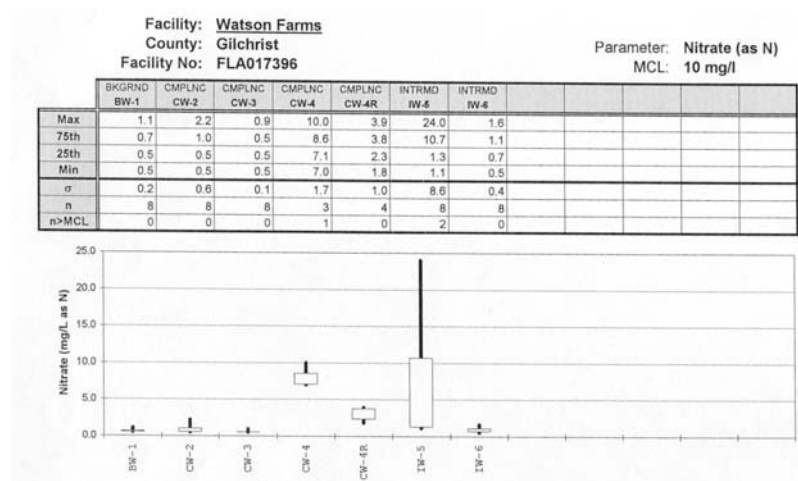 Facility: Watson Farms
County: Gilchrist
Facility No: FLA017396
Parameter: Nitrate (as N)
MCL: 10 mg/l
BKGRND CMPLNC CMPLNC CMPLNC CMPLNC INTRMD INTRMD
BW-1 CW-2 CW-3 CW-4 CW-4R IW-5 IW-6
Max 1.1 2.2 0.9 10.0 3.9 24.0 1.6
75th 0.7 1.0 0.5 8.6 3.8 10.7 1.1
25th 0.5 0.5 0.5 7.1 2.3 1.3 0.7
Min 0.5 0.5 0.5 7.0 1.8 1.1 0.5
σ 0.2 0.6 0.1 1.7 1.0 8.6 0.4
n 8 8 8 3 4 8 8
n>MCL 0 0 0 1 0 2 0
Nitrate (mg/L as N)
25.0
20.0
15.0
10.0
5.0
0.0
BW-1 CW-2 CW-3 CW-4 CW-4R IW-5 IW-6